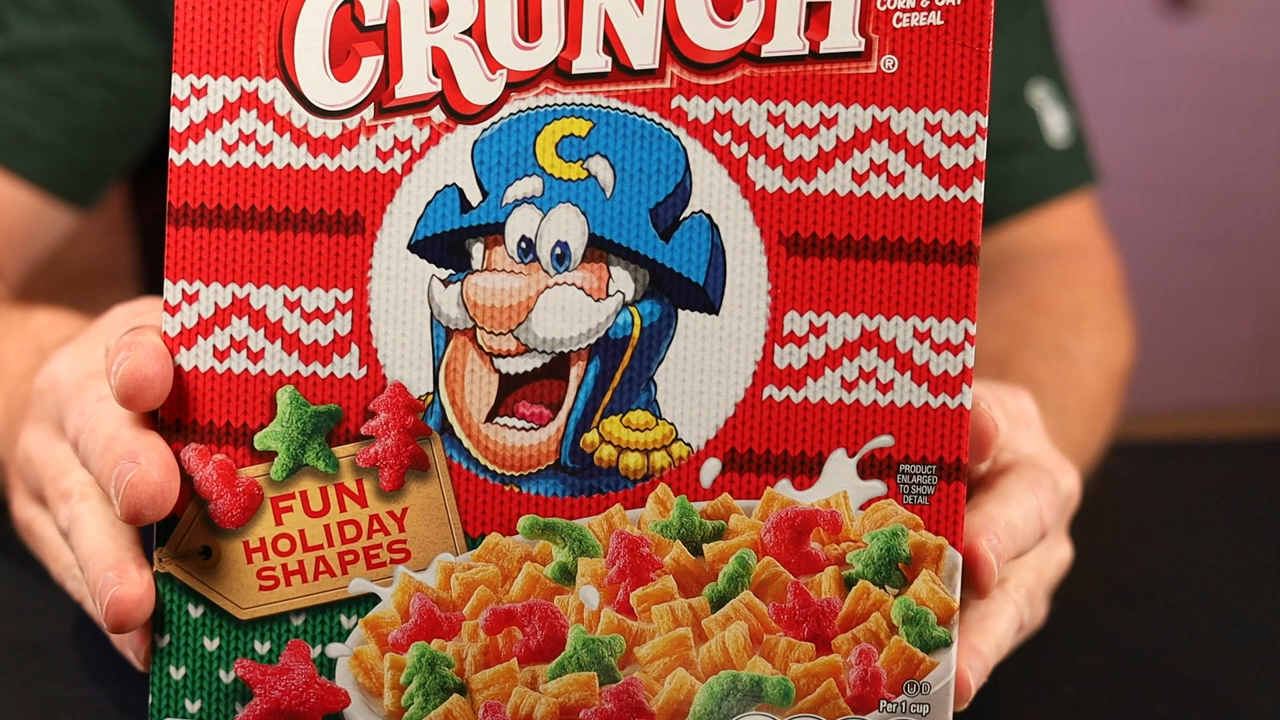 CRUNCH®
CORN & OAT
CEREAL
C
FUN
HOLIDAY
SHAPES
PRODUCT
ENLARGED
TO SHOW
DETAIL
Ⓤ D
Per 1 cup